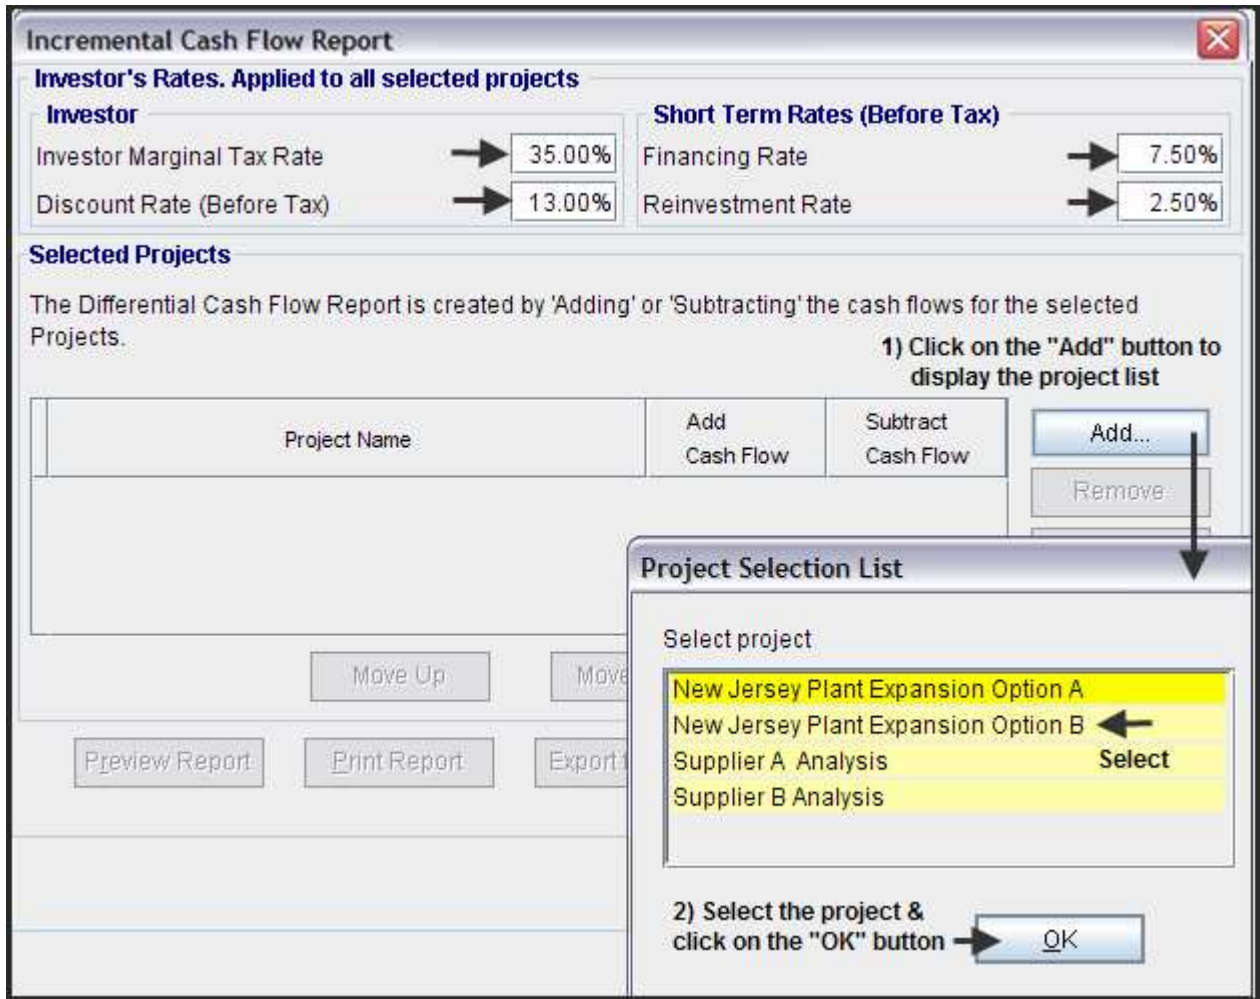 Incremental Cash Flow Report
Investor's Rates. Applied to all selected projects
Investor
Short Term Rates (Before Tax)
Investor Marginal Tax Rate 35.00% Financing Rate 7.50%
Discount Rate (Before Tax) 13.00% Reinvestment Rate 2.50%
Selected Projects
The Differential Cash Flow Report is created by 'Adding' or 'Subtracting' the cash flows for the selected
Projects.
1) Click on the "Add" button to
display the project list
Project Name
Add
Cash Flow
Subtract
Cash Flow
Add...
Remove
Project Selection List
Select project
New Jersey Plant Expansion Option A
New Jersey Plant Expansion Option B
Supplier A Analysis
Select
Supplier B Analysis
2) Select the project &
click on the "OK" button
OK
Move Up
Move
Preview Report
Print Report
Export